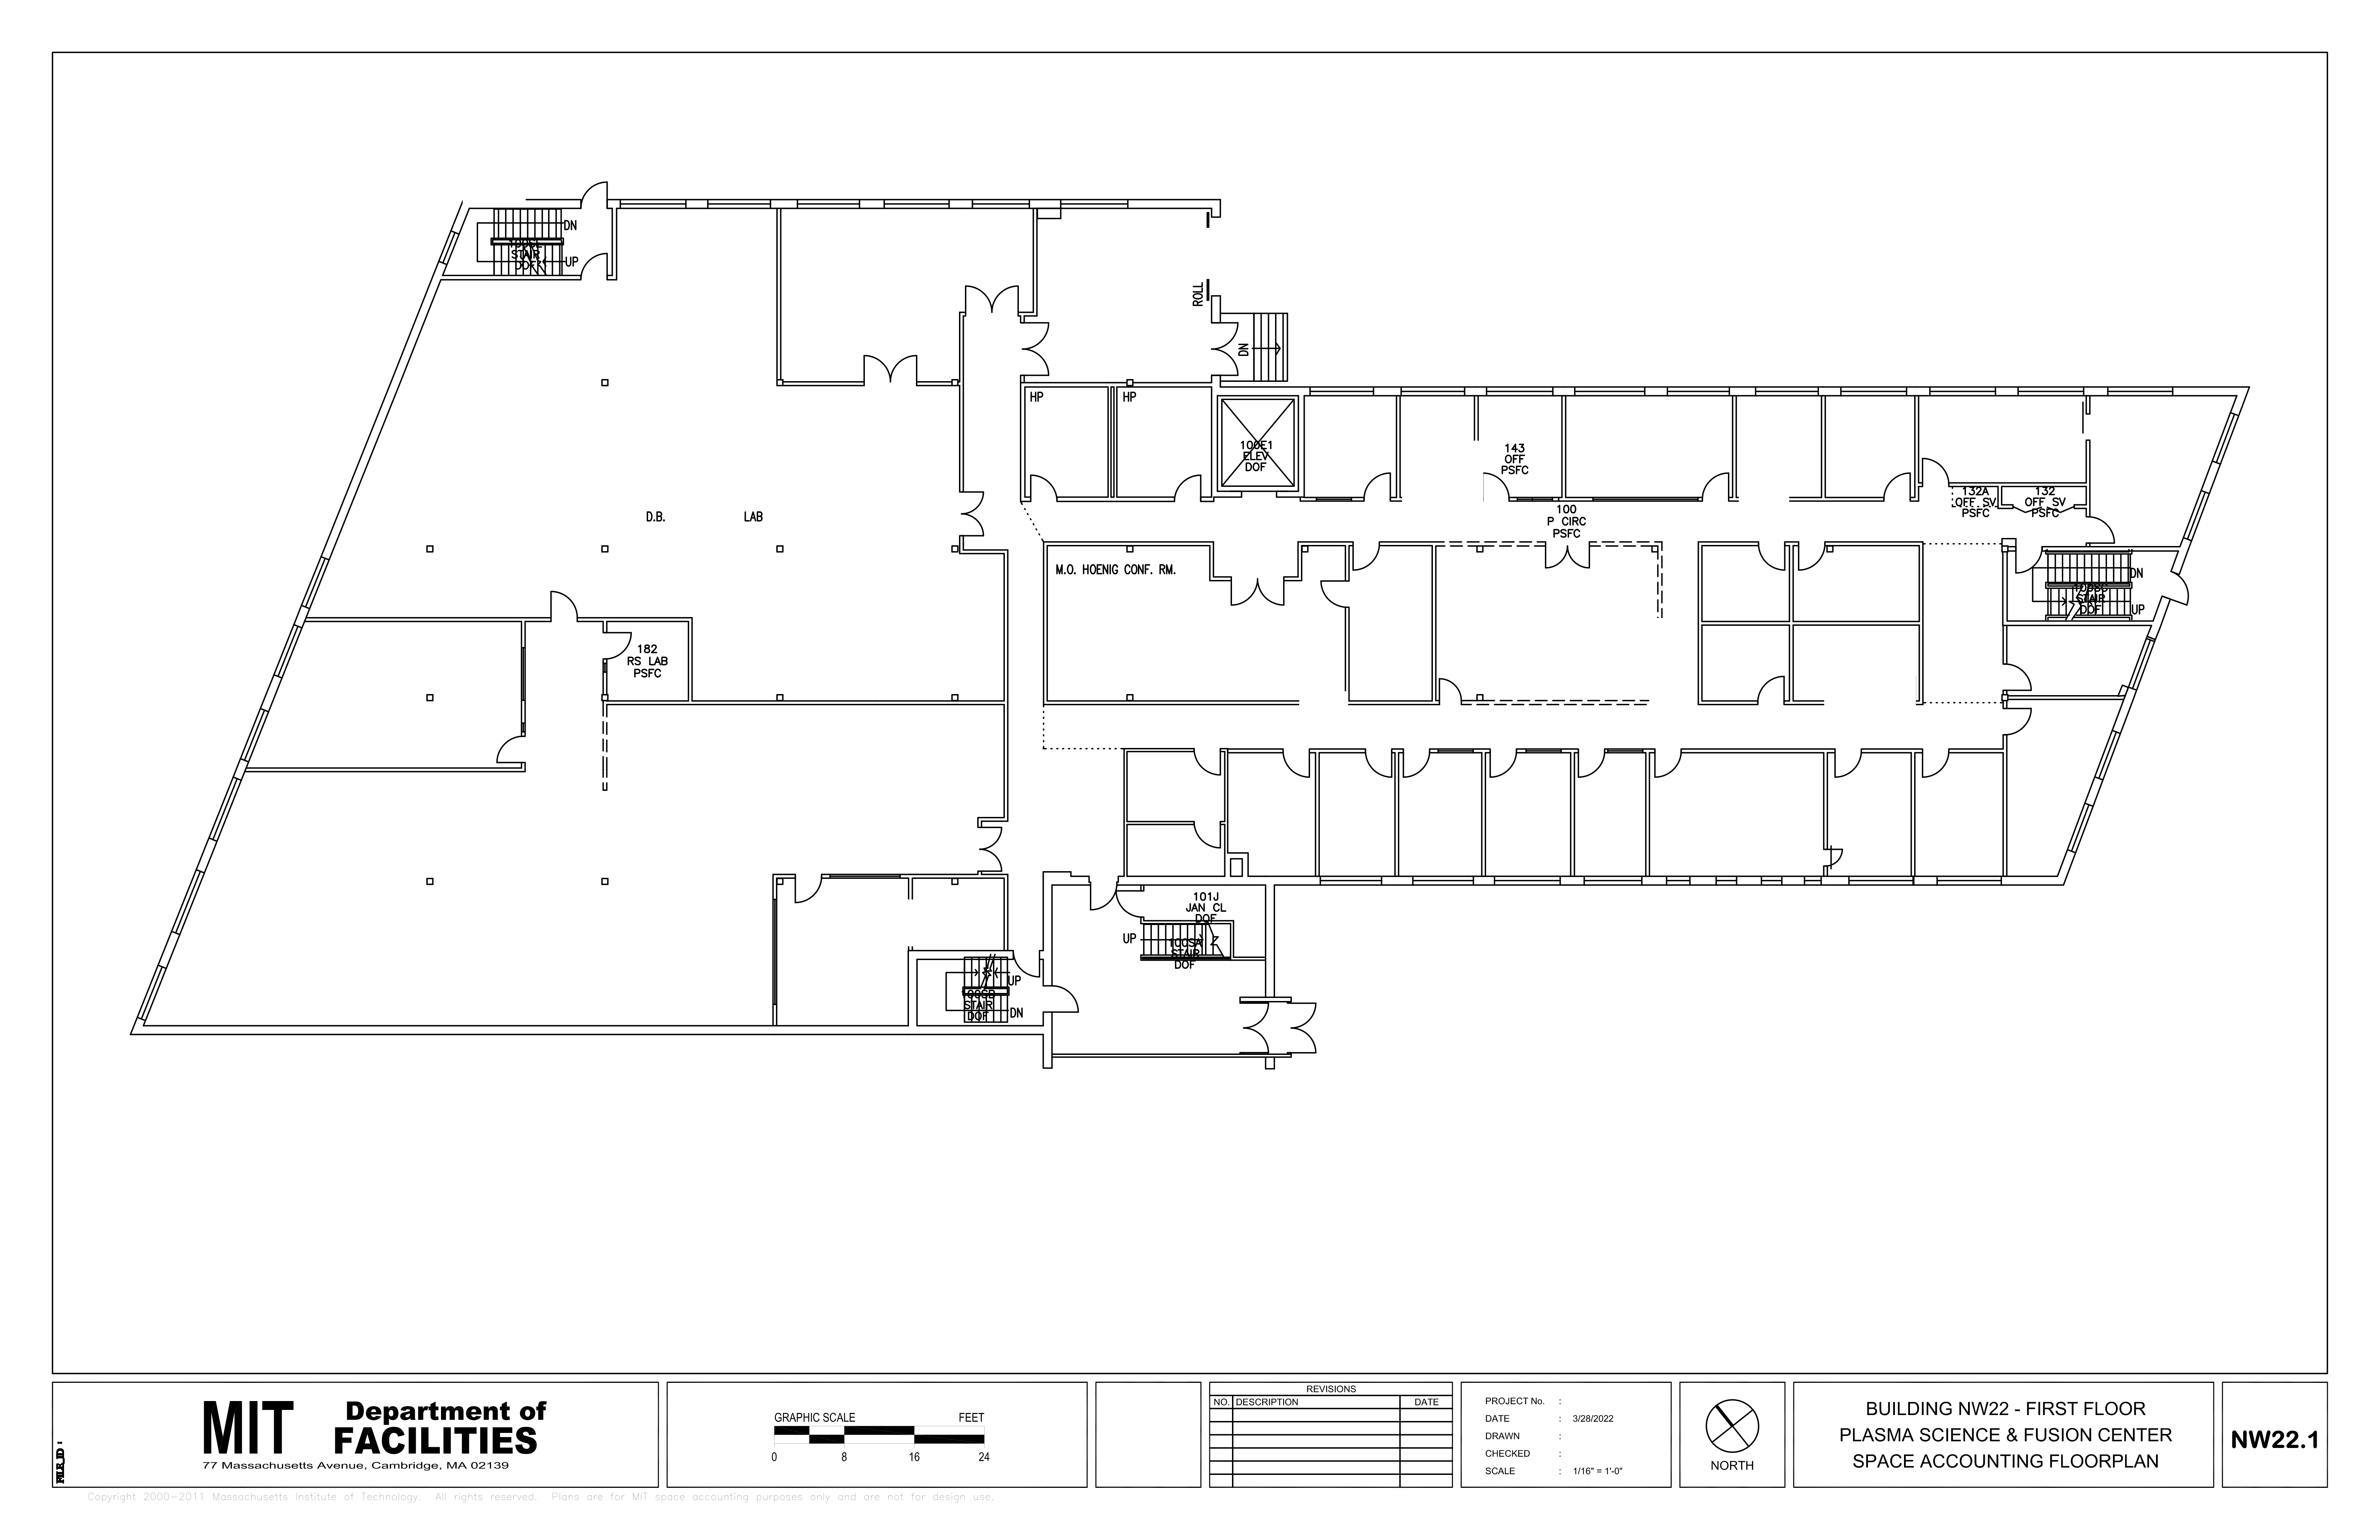 DN
100SE
STAIR
DOF
UP
ROLL
DN
HP
HP
100E1
ELEV
DOF
143
OFF
PSFC
132A
OFF SV
PSFC
132
OFF SV
PSFC
100
P CIRC
PSFC
D.B. LAB
M.O. HOENIG CONF. RM.
DN
100SC
STAIR
DOF
UP
182
RS LAB
PSFC
101J
JAN CL
DOF
UP
100SA
STAIR
DOF
UP
100SB
STAIR
DOF
DN
MIT Department of
FACILITIES
77 Massachusetts Avenue, Cambridge, MA 02139
GRAPHIC SCALE FEET
0 8 16 24
REVISIONS
NO. DESCRIPTION DATE
PROJECT No. :
DATE : 3/28/2022
DRAWN :
CHECKED :
SCALE : 1/16" = 1'-0"
NORTH
BUILDING NW22 - FIRST FLOOR
PLASMA SCIENCE & FUSION CENTER
SPACE ACCOUNTING FLOORPLAN
NW22.1
Copyright 2000-2011 Massachusetts Institute of Technology. All rights reserved. Plans are for MIT space accounting purposes only and are not for design use.